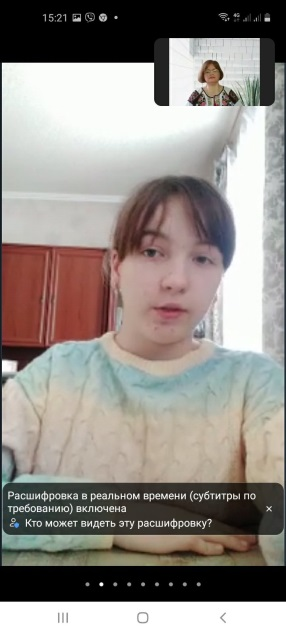 15:21
Расшифровка в реальном времени (субтитры по
требованию) включена
Кто может видеть эту расшифровку?